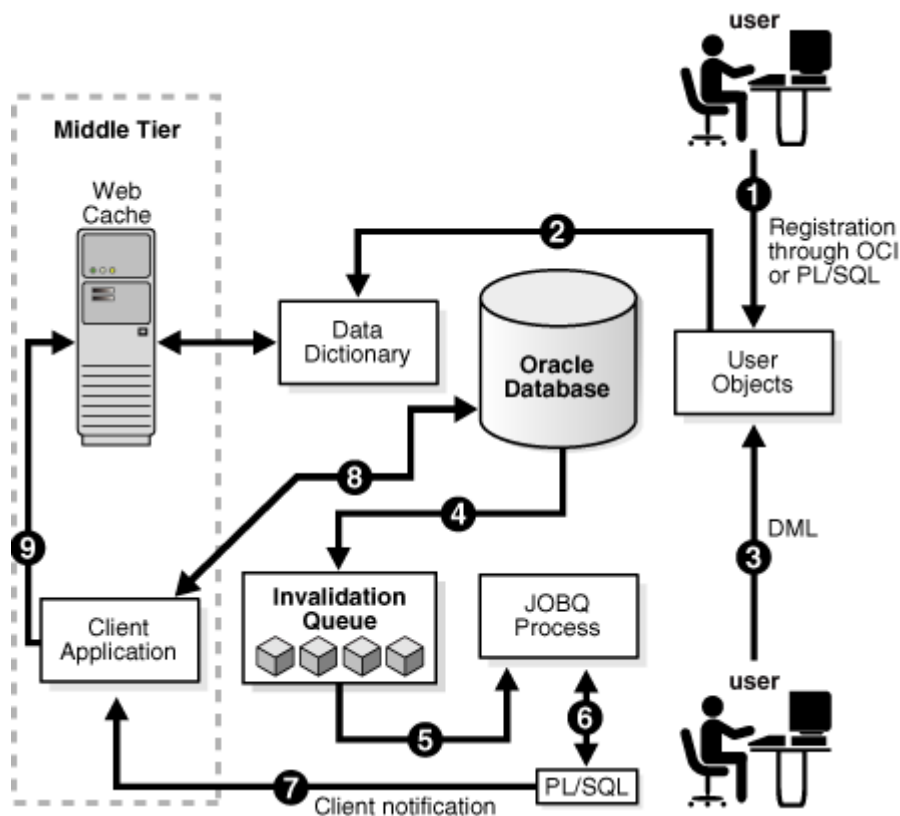 user
Middle Tier
Web
Cache
1
Registration
through OCI
or PL/SQL
2
Data
Dictionary
Oracle
Database
User
Objects
8
4
DML
3
9
Invalidation
Queue
JOBQ
Process
Client
Application
user
5
6
7
PL/SQL
Client notification